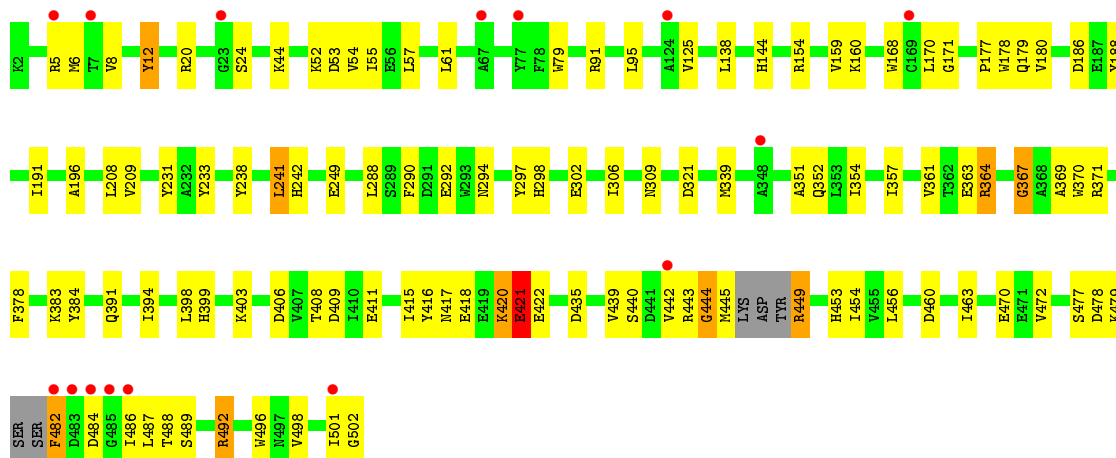 K2 R5 M6 T7 V8 Y12 R20 G23 S24 K44 K52 D53 V54 I55 E56 L57 L61 A67 Y77 F78 W79 R91 L95 A124 V125 L138 H144 R154 V159 K160 W168 C169 L170 G171 P177 W178 Q179 V180 D186 E187 Y188
I191 A196 L208 V209 Y231 A232 Y233 Y238 L241 H242 E249 L288 S289 F290 D291 E292 W293 N294 Y297 H298 E302 I306 N309 D321 M339 A348 A351 Q352 L353 I354 I357 V361 T362 E363 R364 G367 A368 A369 W370 R371
F378 K383 Y384 Q391 I394 L398 H399 K403 D406 V407 T408 D409 I410 E411 I415 Y416 N417 E418 E419 K420 E421 E422 D435 V439 S440 D441 V442 R443 G444 M445 LYS ASP TYR R449 H453 I454 V455 L456 D460 I463 E470 E471 V472 S477 D478 K479
SER SER F482 D483 D484 G485 I486 L487 T488 S489 R492 W496 N497 V498 I501 G502